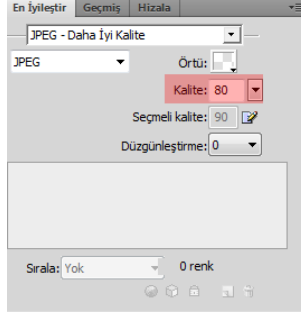 En İyileştir Geçmiş Hizala
JPEG - Daha İyi Kalite
JPEG Örtü:
Kalite: 80
Seçmeli kalite: 90
Düzgünleştirme: 0
Sırala: Yok 0 renk